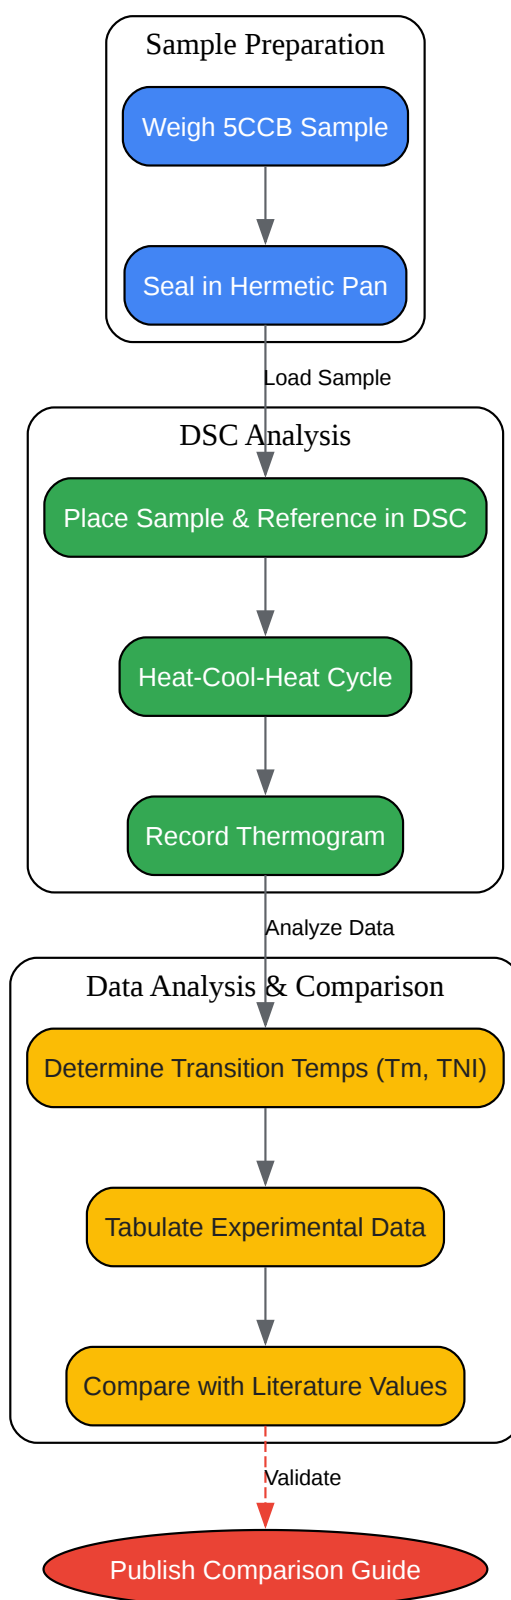 Sample Preparation
Weigh 5CCB Sample
Seal in Hermetic Pan
Load Sample
DSC Analysis
Place Sample & Reference in DSC
Heat-Cool-Heat Cycle
Record Thermogram
Analyze Data
Data Analysis & Comparison
Determine Transition Temps (Tm, TNI)
Tabulate Experimental Data
Compare with Literature Values
Validate
Publish Comparison Guide